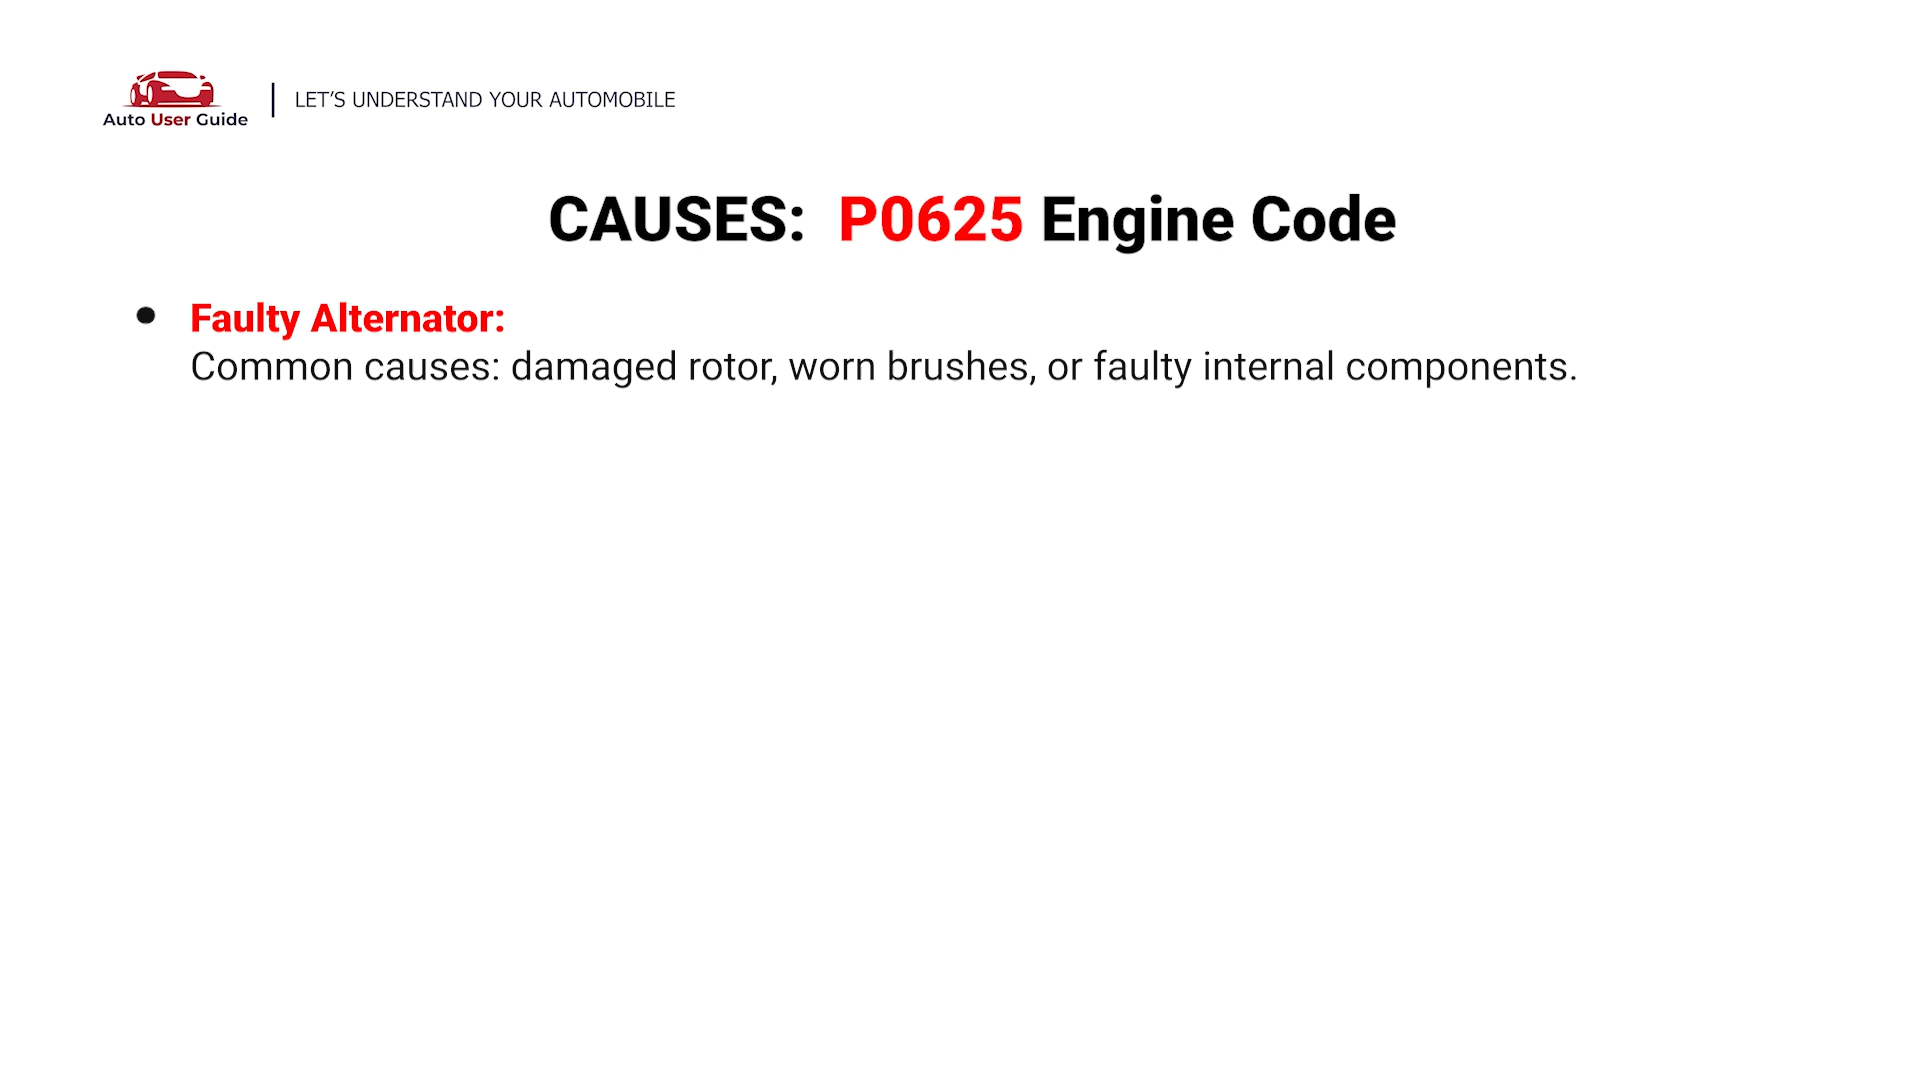 Auto User Guide
LET'S UNDERSTAND YOUR AUTOMOBILE
CAUSES: P0625 Engine Code
• Faulty Alternator:
Common causes: damaged rotor, worn brushes, or faulty internal components.